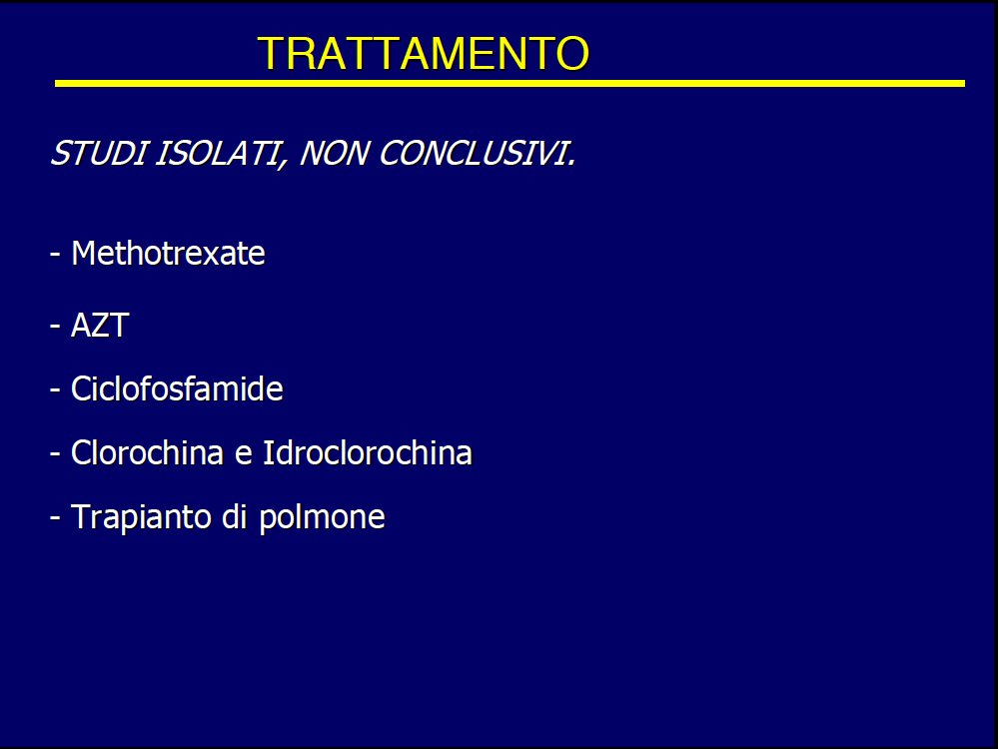 TRATTAMENTO
STUDI ISOLATI, NON CONCLUSIVI.
- Methotrexate
- AZT
- Ciclofosfamide
- Clorochina e Idroclorochina
- Trapianto di polmone